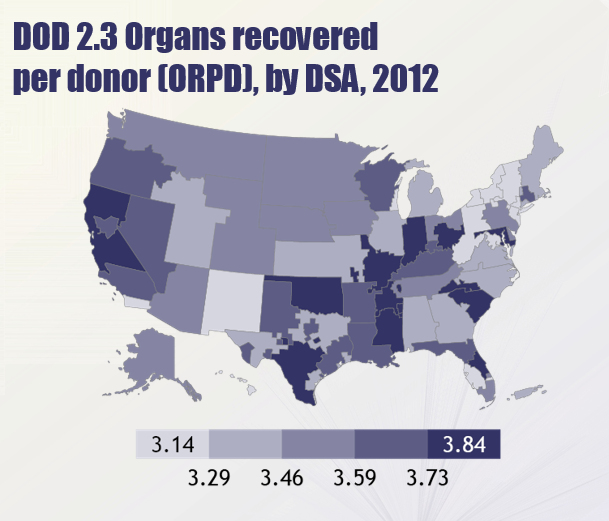 DOD 2.3 Organs recovered
per donor (ORPD), by DSA, 2012
3.14 3.84
3.29 3.46 3.59 3.73